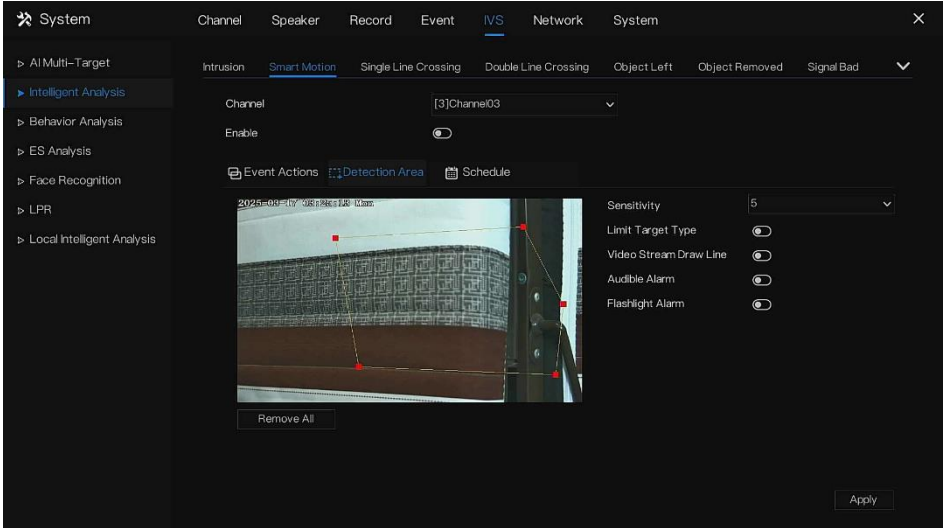 System
Channel Speaker Record Event IVS Network System
AI Multi-Target
Intelligent Analysis
Behavior Analysis
ES Analysis
Face Recognition
LPR
Local Intelligent Analysis
Intrusion Smart Motion Single Line Crossing Double Line Crossing Object Left Object Removed Signal Bad
Channel [3]Channel03
Enable
Event Actions Detection Area Schedule
Sensitivity 5
Limit Target Type
Video Stream Draw Line
Audible Alarm
Flashlight Alarm
Remove All
Apply